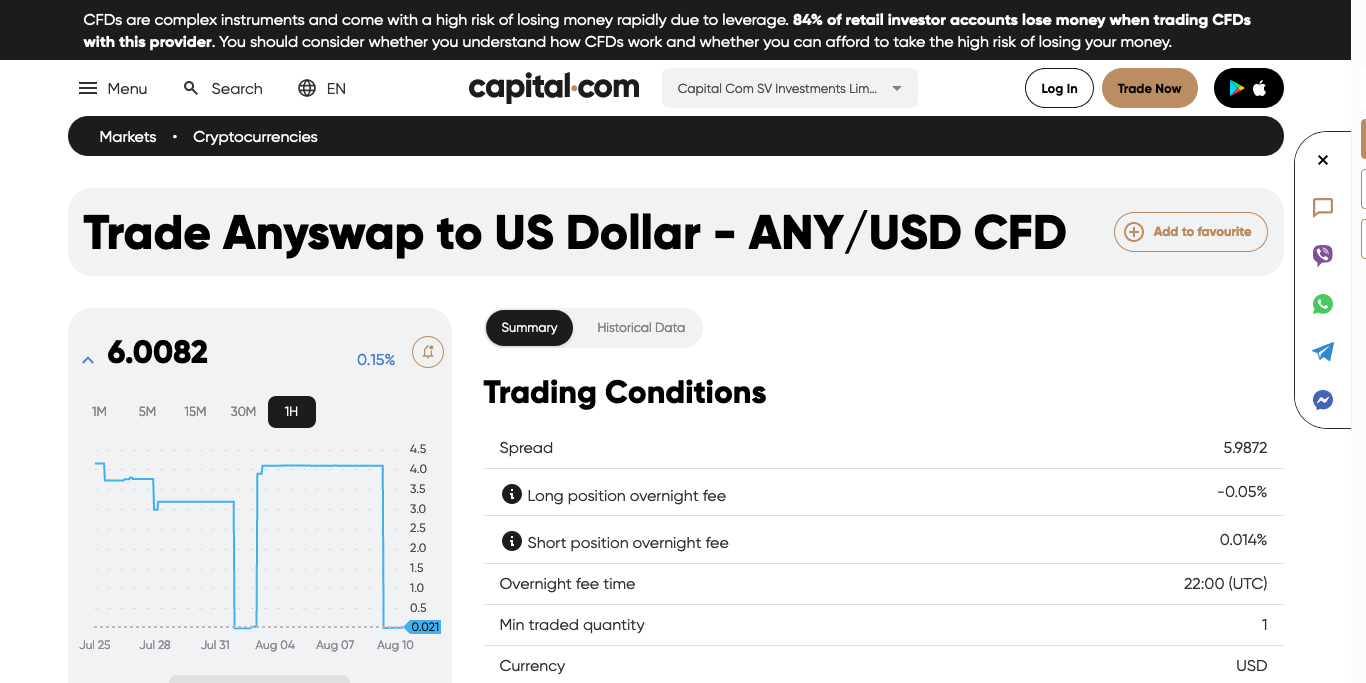 CFDs are complex instruments and come with a high risk of losing money rapidly due to leverage. 84% of retail investor accounts lose money when trading CFDs
with this provider. You should consider whether you understand how CFDs work and whether you can afford to take the high risk of losing your money.
Menu Search EN capital.com Capital Com SV Investments Lim... Log In Trade Now
Markets • Cryptocurrencies
Trade Anyswap to US Dollar - ANY/USD CFD Add to favourite
6.0082 0.15%
1M 5M 15M 30M 1H
4.5
4.0
3.5
3.0
2.5
2.0
1.5
1.0
0.5
0.021
Jul 25 Jul 28 Jul 31 Aug 04 Aug 07 Aug 10
Summary Historical Data
Trading Conditions
Spread 5.9872
Long position overnight fee -0.05%
Short position overnight fee 0.014%
Overnight fee time 22:00 (UTC)
Min traded quantity 1
Currency USD